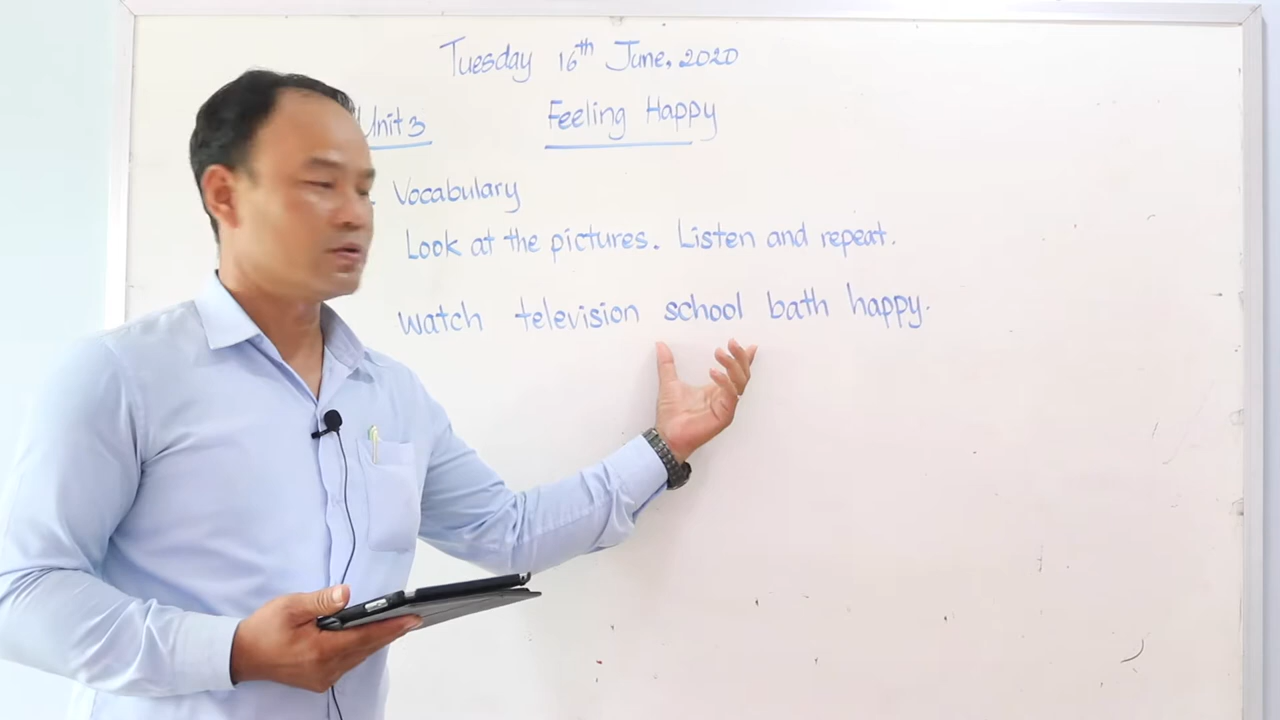 Tuesday 16th June, 2020
Unit 3 Feeling Happy
Vocabulary
Look at the pictures. Listen and repeat.
watch television school bath happy.